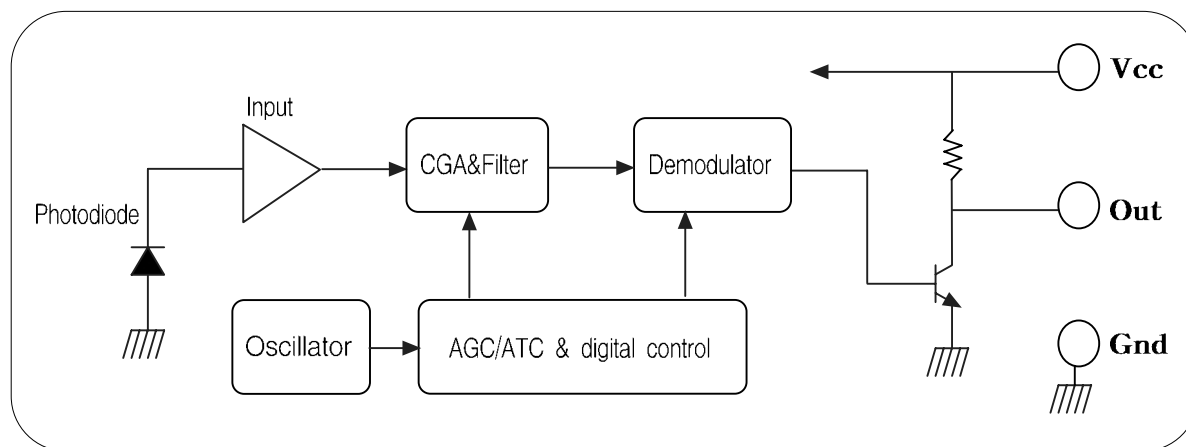 Input
Vcc
CGA&Filter
Demodulator
Photodiode
Out
Oscillator
AGC/ATC & digital control
Gnd